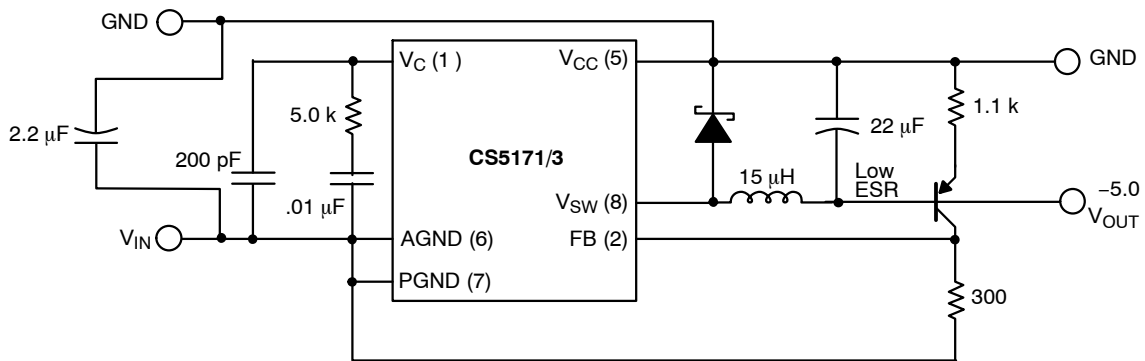 GND
V_C (1 )
V_CC (5)
GND
5.0 k
1.1 k
2.2 μF
22 μF
200 pF
CS5171/3
.01 μF
15 μH
Low
ESR
−5.0
V_OUT
V_SW (8)
V_IN
AGND (6)
FB (2)
PGND (7)
300